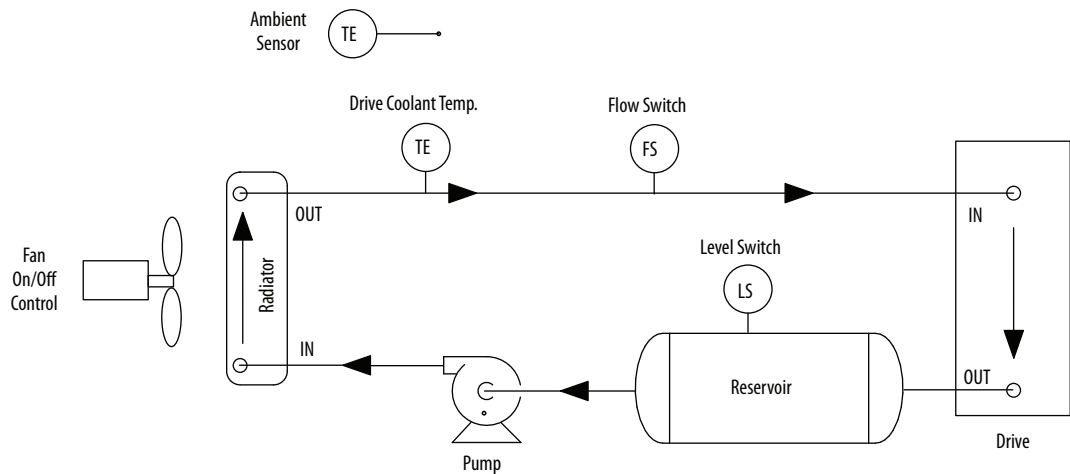 Ambient
Sensor
TE
Drive Coolant Temp.
TE
Flow Switch
FS
OUT
IN
Fan
On/Off
Control
Radiator
Level Switch
LS
IN
Reservoir
OUT
Pump
Drive